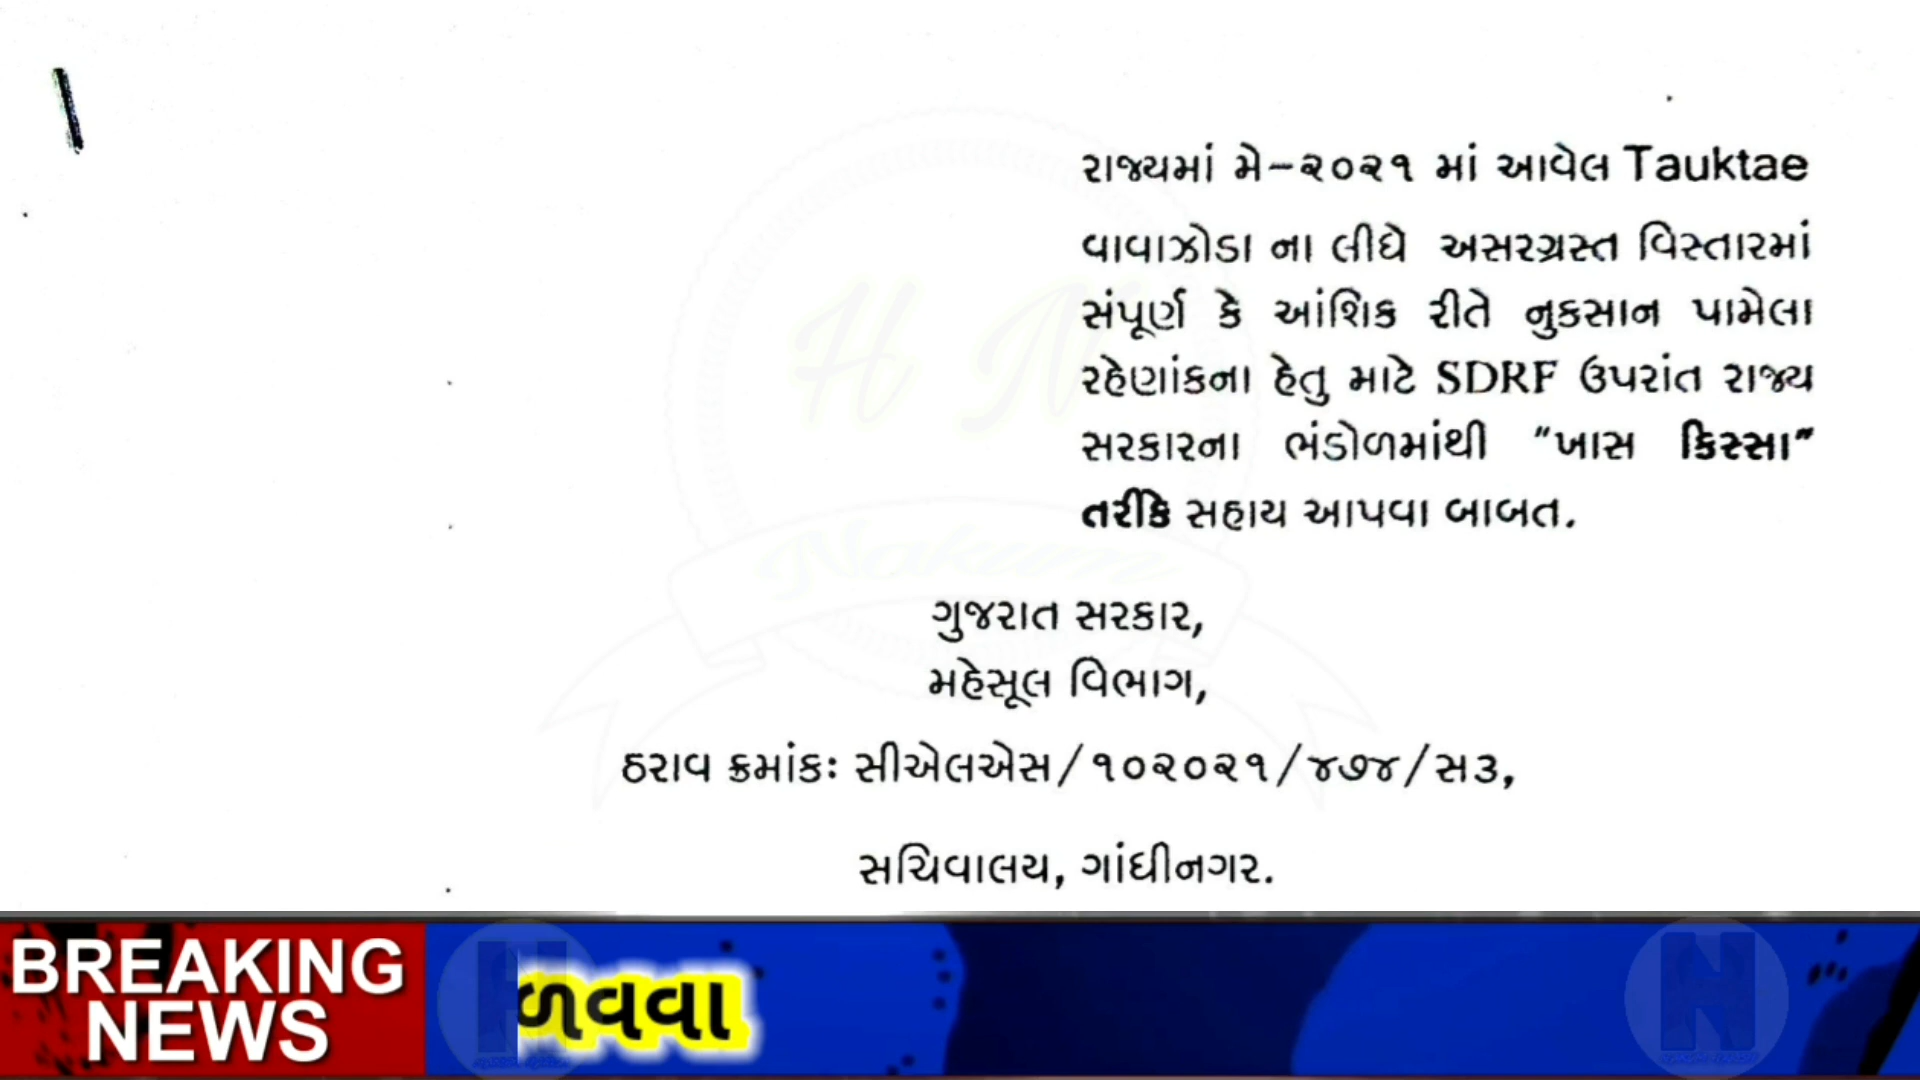 રાજ્યમાં મે-૨૦૨૧ માં આવેલ Tauktae
વાવાઝોડા ના લીધે અસરગ્રસ્ત વિસ્તારમાં
સંપૂર્ણ કે આંશિક રીતે નુકસાન પામેલા
રહેણાંકના હેતુ માટે SDRF ઉપરાંત રાજ્ય
સરકારના ભંડોળમાંથી “ખાસ કિસ્સા”
તરીકે સહાય આપવા બાબત.
ગુજરાત સરકાર,
મહેસૂલ વિભાગ,
ઠરાવ ક્રમાંકઃ સીએલએસ/૧૦૨૦૨૧/૪૭૪/સ૩,
સચિવાલય, ગાંધીનગર.
H N
Nakum
BREAKING
NEWS
ળવવા
N
N